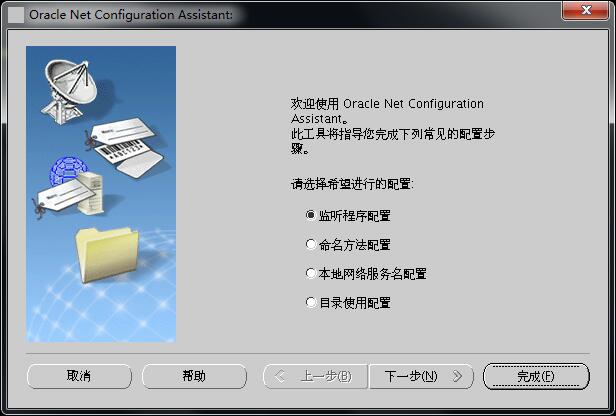 Oracle Net Configuration Assistant:
欢迎使用 Oracle Net Configuration
Assistant。
此工具将指导您完成下列常见的配置步
骤。
请选择希望进行的配置:
监听程序配置
命名方法配置
本地网络服务名配置
目录使用配置
取消
帮助
上一步(B)
下一步(N)
完成(F)